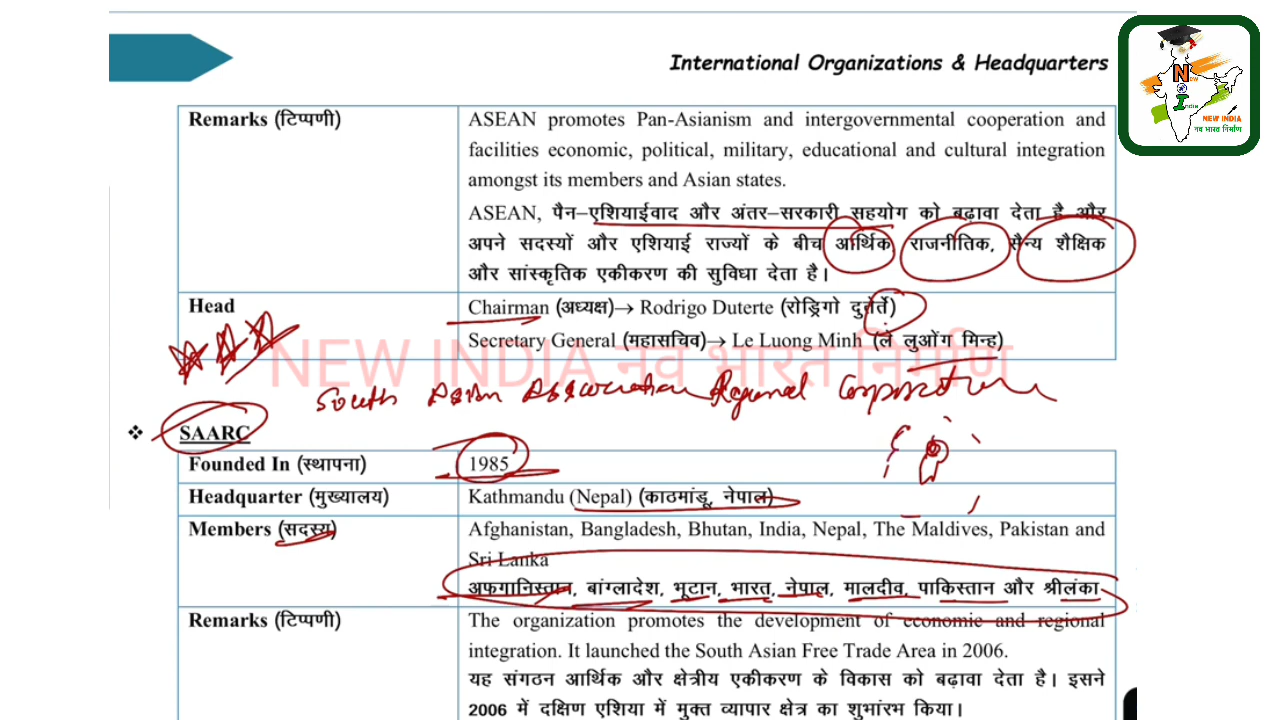 International Organizations & Headquarters
New
India
NEW INDIA
नव भारत निर्माण
Remarks (टिप्पणी)
ASEAN promotes Pan-Asianism and intergovernmental cooperation and
facilities economic, political, military, educational and cultural integration
amongst its members and Asian states.
ASEAN, पैन–एशियाईवाद और अंतर–सरकारी सहयोग को बढ़ावा देता है और
अपने सदस्यों और एशियाई राज्यों के बीच आर्थिक, राजनीतिक, सैन्य शैक्षिक
और सांस्कृतिक एकीकरण की सुविधा देता है।
Head
Chairman (अध्यक्ष)→ Rodrigo Duterte (रोड्रिगो दुतेर्ते)
Secretary General (महासचिव)→ Le Luong Minh (ले लुओंग मिन्ह)
NEW INDIA नव भारत निर्माण
South Asian Association Regional
❖ SAARC
Founded In (स्थापना)
1985
Headquarter (मुख्यालय)
Kathmandu (Nepal) (काठमांडू, नेपाल)
Members (सदस्य)
Afghanistan, Bangladesh, Bhutan, India, Nepal, The Maldives, Pakistan and
Sri Lanka
अफगानिस्तान, बांग्लादेश, भूटान, भारत, नेपाल, मालदीव, पाकिस्तान और श्रीलंका
Remarks (टिप्पणी)
The organization promotes the development of economic and regional
integration. It launched the South Asian Free Trade Area in 2006.
यह संगठन आर्थिक और क्षेत्रीय एकीकरण के विकास को बढ़ावा देता है। इसने
2006 में दक्षिण एशिया में मुक्त व्यापार क्षेत्र का शुभारंभ किया।